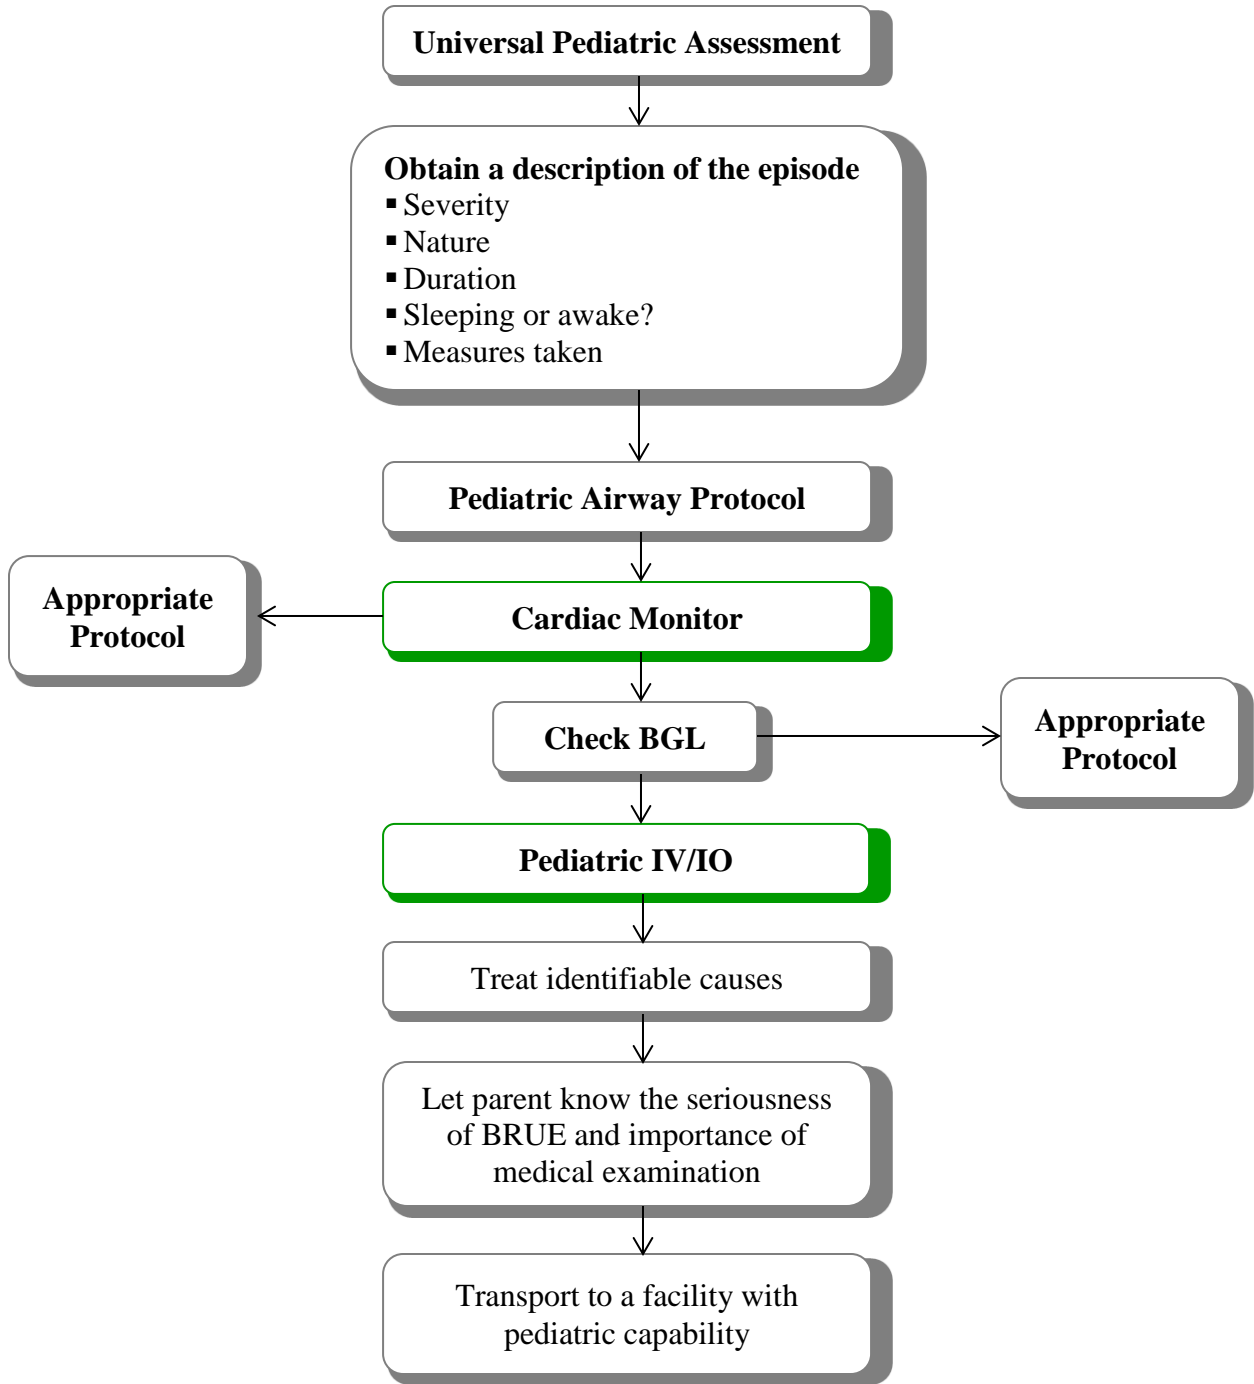 Universal Pediatric Assessment
Obtain a description of the episode
▪ Severity
▪ Nature
▪ Duration
▪ Sleeping or awake?
▪ Measures taken
Pediatric Airway Protocol
Appropriate
Protocol
Cardiac Monitor
Check BGL
Appropriate
Protocol
Pediatric IV/IO
Treat identifiable causes
Let parent know the seriousness
of BRUE and importance of
medical examination
Transport to a facility with
pediatric capability